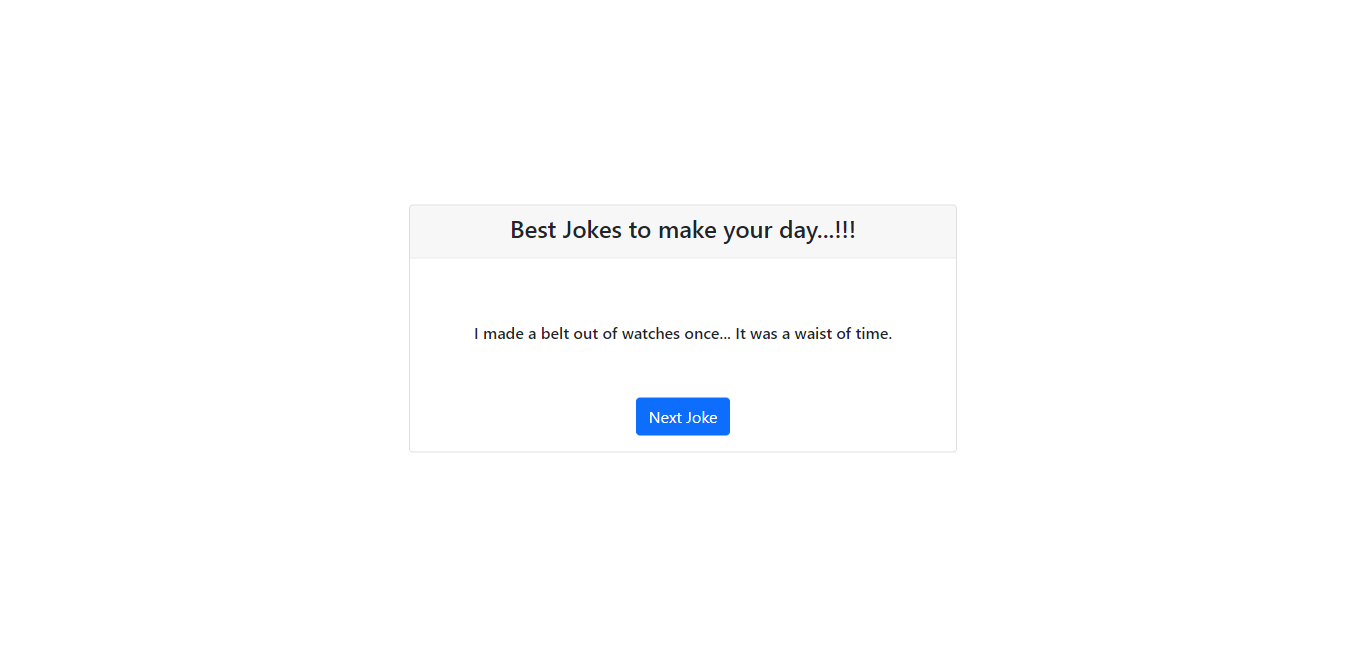 Best Jokes to make your day...!!!
I made a belt out of watches once... It was a waist of time.
Next Joke